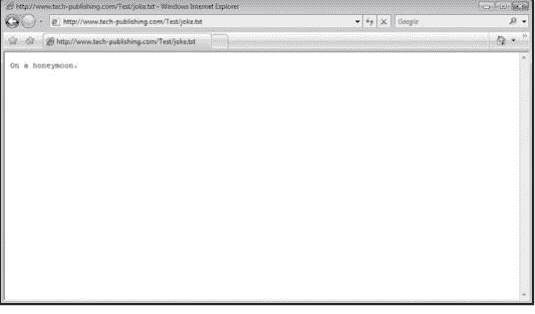 http://www.tech-publishing.com/Test/joke.txt - Windows Internet Explorer
http://www.tech-publishing.com/Test/joke.txt
Google
http://www.tech-publishing.com/Test/joke.txt
On a honeymoon.